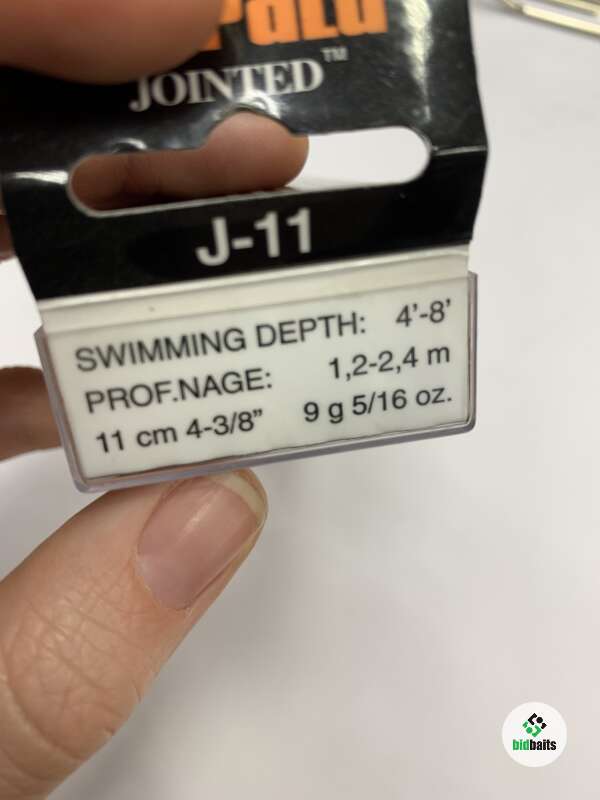 JOINTED™
J-11
SWIMMING DEPTH: 4'-8'
PROF.NAGE: 1,2-2,4 m
11 cm 4-3/8” 9 g 5/16 oz.
bidbaits